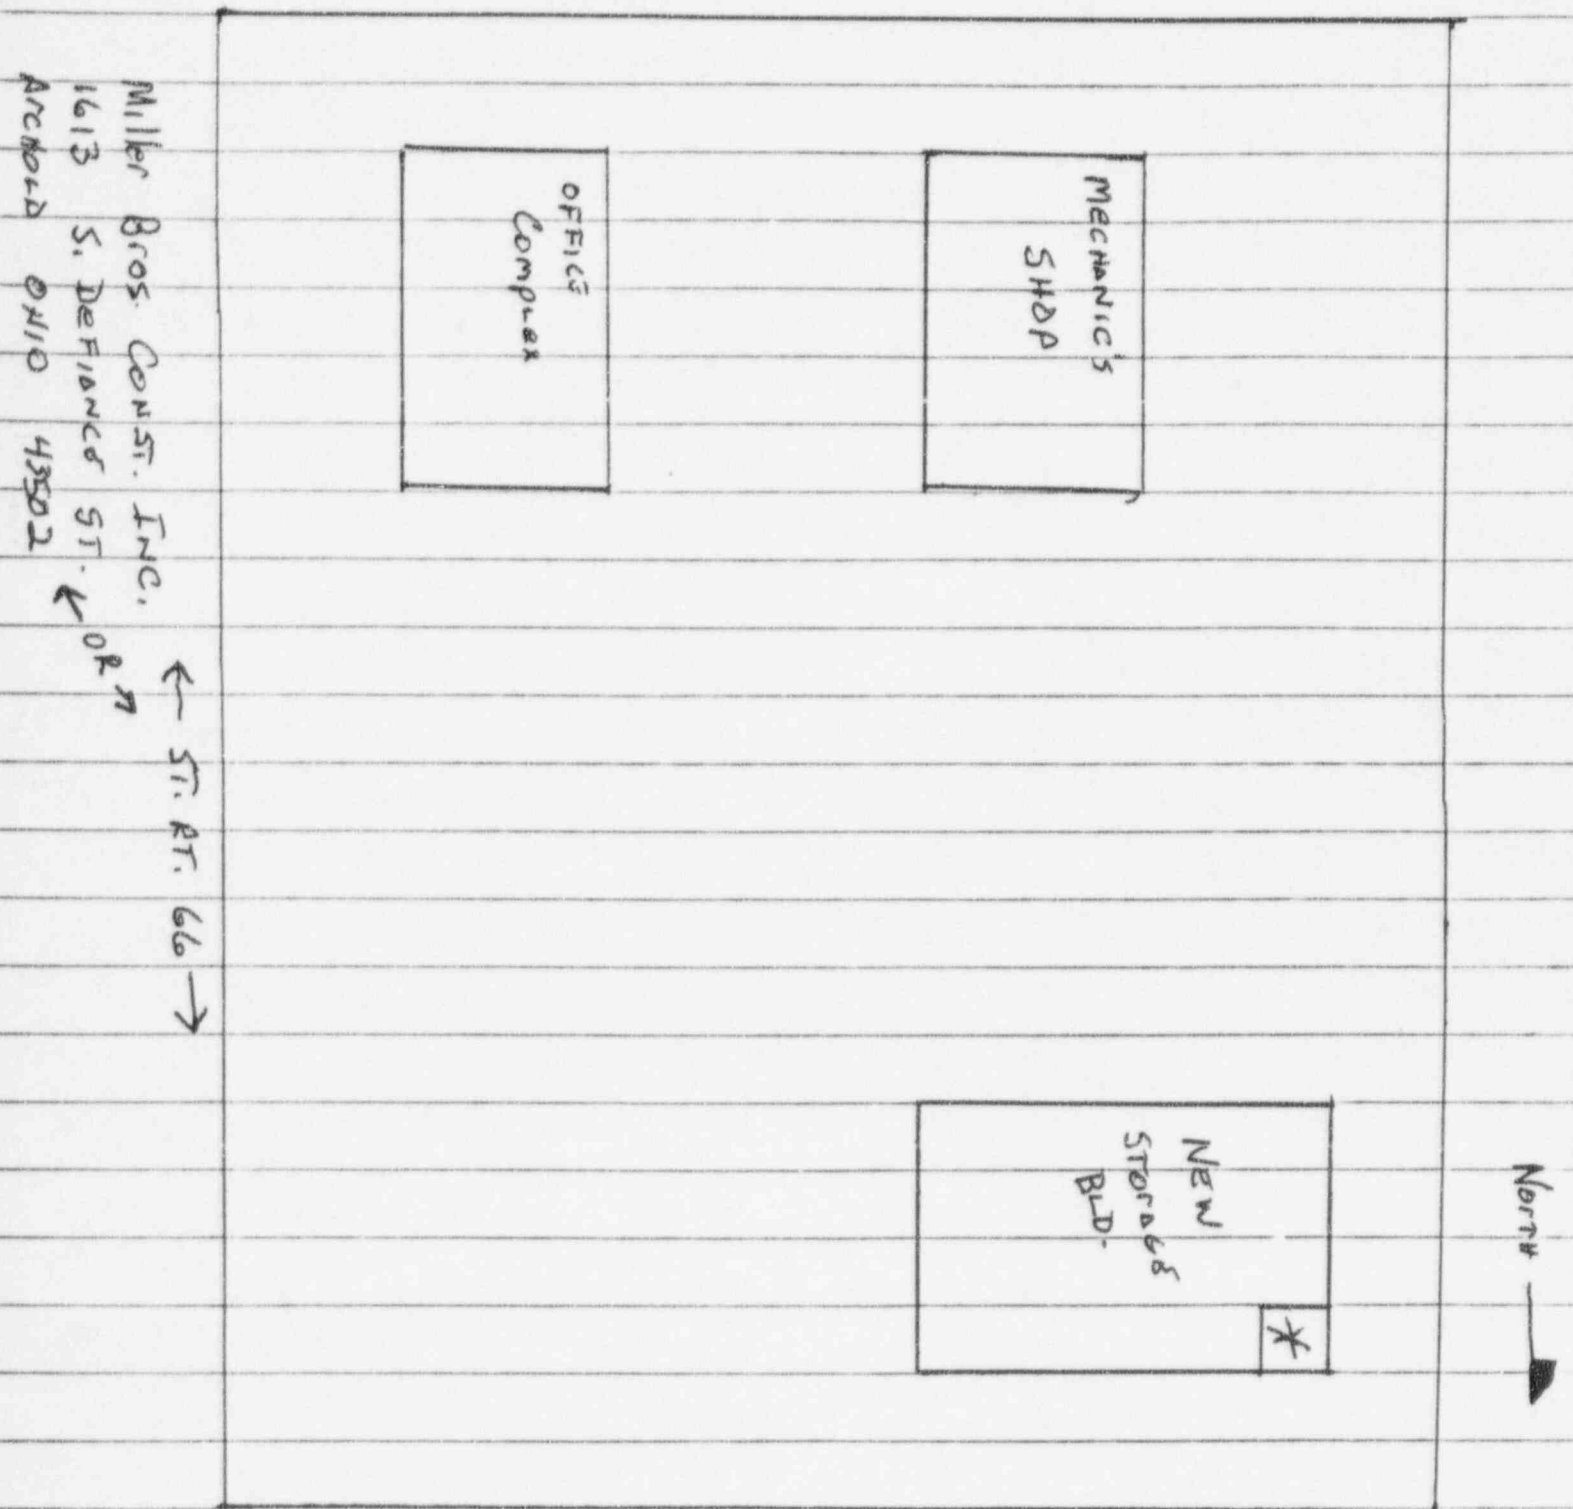 North
MECHANIC'S
SHOP
NEW
STORAGE
BLD.
OFFICE
Complex
← ST. RT. 66 →
Miller Bros. CONST. INC.
1613 S. DEFIANCE ST. ← OR ↗
ARCHOLD OHIO 43502